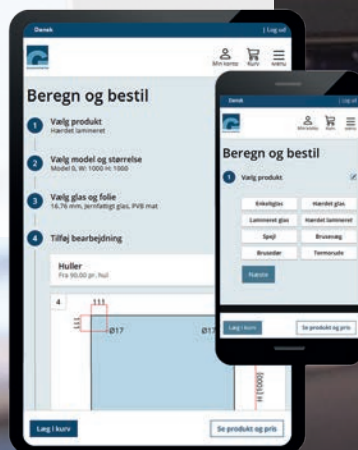 Dansk
| Log ud
Min konto
Kurv
Menu
Beregn og bestil
1
Vælg produkt
Hærdet lamineret
2
Vælg model og størrelse
Model 0, W: 1000 H: 1000
3
Vælg glas og folie
16.76 mm, Jernfattigt glas, PVB mat
4
Tilføj bearbejdning
Huller
Fra 90,00 pr. hul
4
111
111
Ø17
Ø17
H [1000]
Læg i kurv
Se produkt og pris
Dansk
| Log ud
Min konto
Kurv
Menu
Beregn og bestil
1
Vælg produkt
Enkeltglas
Hærdet glas
Lamineret glas
Hærdet lamineret
Spejl
Brusevæg
Brusedør
Termorude
Næste
Læg i kurv
Se produkt og pris